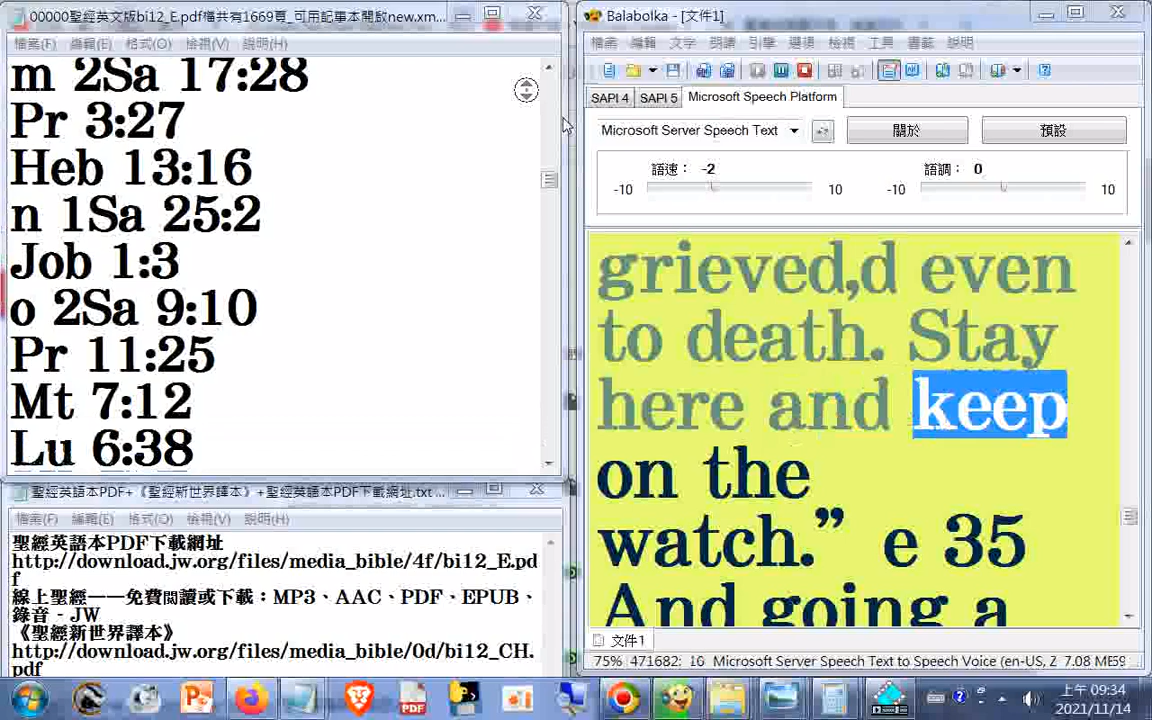 00000聖經英文版bi12_E.pdf檔共有1669頁_可用記事本開啟new.xm...
檔案(F) 編輯(E) 格式(O) 檢視(V) 說明(H)
m 2Sa 17:28
Pr 3:27
Heb 13:16
n 1Sa 25:2
Job 1:3
o 2Sa 9:10
Pr 11:25
Mt 7:12
Lu 6:38
聖經英語本PDF+《聖經新世界譯本》+聖經英語本PDF下載網址.txt ...
檔案(F) 編輯(E) 格式(O) 檢視(V) 說明(H)
聖經英語本PDF下載網址
http://download.jw.org/files/media_bible/4f/bi12_E.pd
f
線上聖經——免費閱讀或下載：MP3、AAC、PDF、EPUB、
錄音 - JW
《聖經新世界譯本》
http://download.jw.org/files/media_bible/0d/bi12_CH.
pdf
Balabolka - [文件1]
檔案 編輯 文字 朗讀 引擎 選項 檢視 工具 書籤 說明
SAPI 4 SAPI 5 Microsoft Speech Platform
Microsoft Server Speech Text 關於 預設
語速： -2 語調： 0
-10 10 -10 10
grieved,d even
to death. Stay
here and keep
on the
watch.” e 35
And going a
文件1
75% 471682: 10 Microsoft Server Speech Text to Speech Voice (en-US, Z 7.08 MB
PDF
上午 09:34
2021/11/14